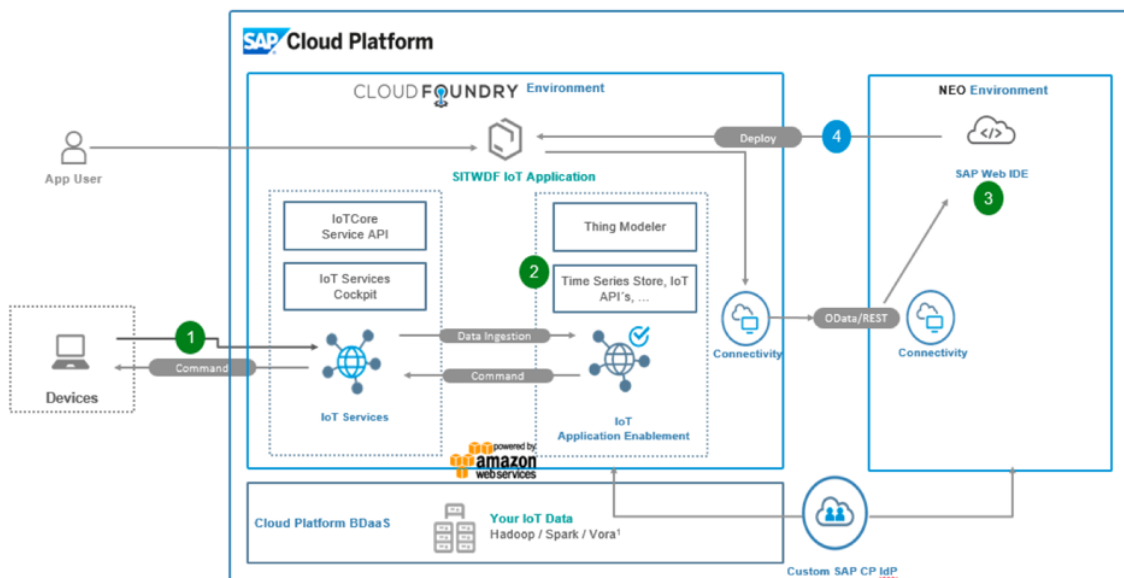 SAP Cloud Platform
CLOUD FOUNDRY Environment
NEO Environment
App User
SITWDF IoT Application
Deploy
4
</>
SAP Web IDE
3
IoTCore
Service API
IoT Services
Cockpit
Thing Modeler
2
Time Series Store, IoT
API´s, ...
1
Command
Devices
Data Ingestion
Command
IoT Services
IoT
Application Enablement
Connectivity
OData/REST
Connectivity
powered by
amazon
webservices
Cloud Platform BDaaS
Your IoT Data
Hadoop / Spark / Vora¹
Custom SAP CP IdP